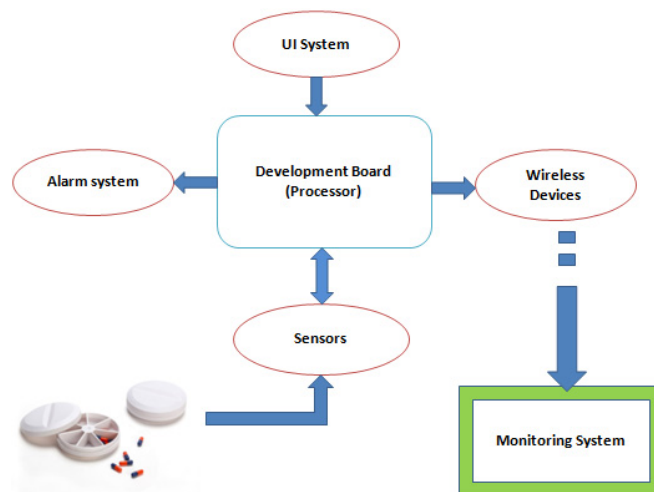 UI System
Development Board
(Processor)
Alarm system
Wireless
Devices
Sensors
Monitoring System